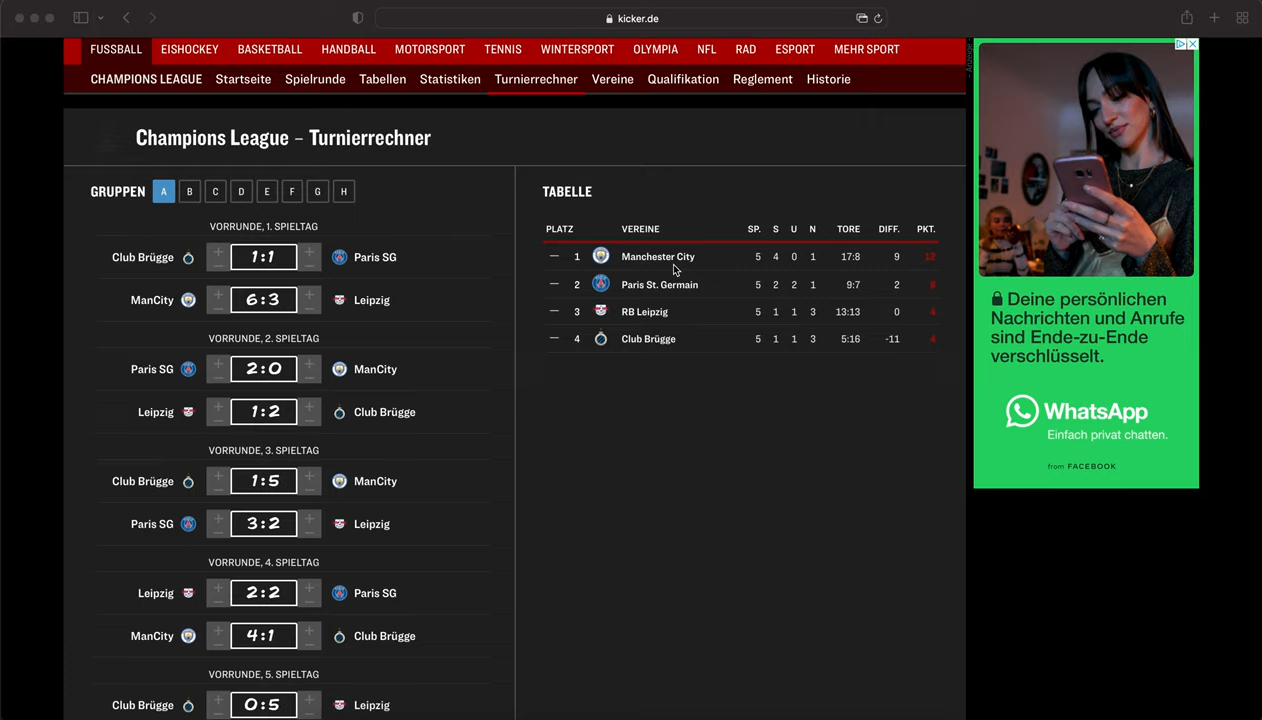 kicker.de
FUSSBALL EISHOCKEY BASKETBALL HANDBALL MOTORSPORT TENNIS WINTERSPORT OLYMPIA NFL RAD ESPORT MEHR SPORT
CHAMPIONS LEAGUE Startseite Spielrunde Tabellen Statistiken Turnierrechner Vereine Qualifikation Reglement Historie
Champions League – Turnierrechner
GRUPPEN A B C D E F G H
VORRUNDE, 1. SPIELTAG
Club Brügge 1:1 Paris SG
ManCity 6:3 Leipzig
VORRUNDE, 2. SPIELTAG
Paris SG 2:0 ManCity
Leipzig 1:2 Club Brügge
VORRUNDE, 3. SPIELTAG
Club Brügge 1:5 ManCity
Paris SG 3:2 Leipzig
VORRUNDE, 4. SPIELTAG
Leipzig 2:2 Paris SG
ManCity 4:1 Club Brügge
VORRUNDE, 5. SPIELTAG
Club Brügge 0:5 Leipzig
TABELLE
PLATZ VEREINE SP. S U N TORE DIFF. PKT.
— 1 Manchester City 5 4 0 1 17:8 9 12
— 2 Paris St. Germain 5 2 2 1 9:7 2 8
— 3 RB Leipzig 5 1 1 3 13:13 0 4
— 4 Club Brügge 5 1 1 3 5:16 -11 4
Anzeige
Deine persönlichen
Nachrichten und Anrufe
sind Ende-zu-Ende
verschlüsselt.
WhatsApp
Einfach privat chatten.
from FACEBOOK